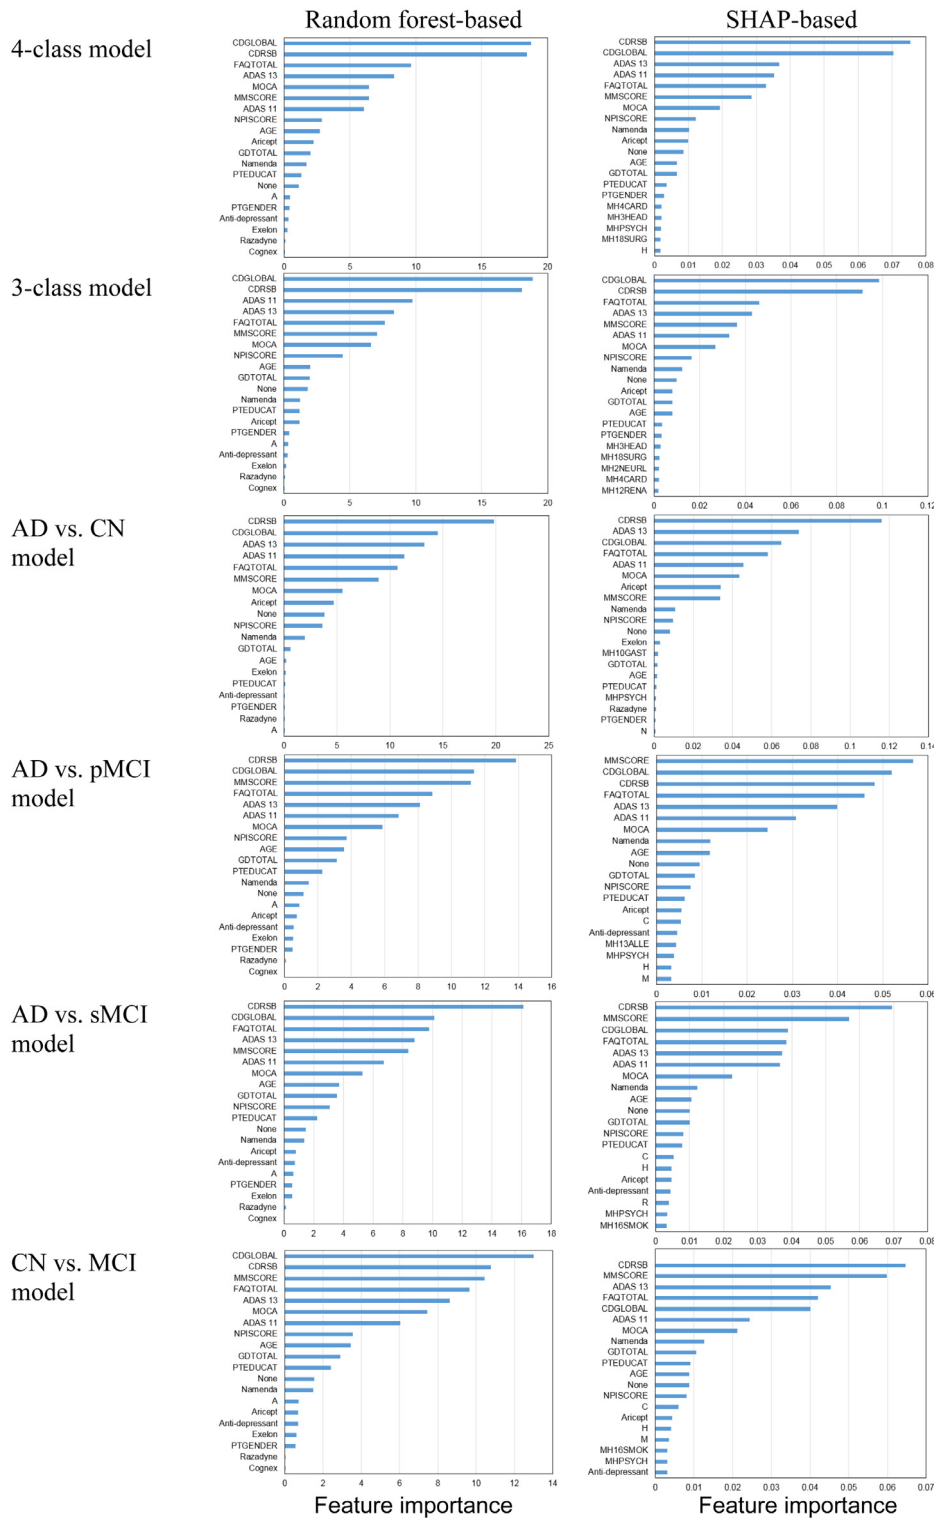 Random forest-based
SHAP-based
4-class model
CDGLOBAL
CDRSB
FAQTOTAL
ADAS 13
MOCA
MMSCORE
ADAS 11
NPISCORE
AGE
Aricept
GDTOTAL
Namenda
PTEDUCAT
None
A
PTGENDER
Anti-depressant
Exelon
Razadyne
Cognex
0 5 10 15 20
CDRSB
CDGLOBAL
ADAS 13
ADAS 11
FAQTOTAL
MMSCORE
MOCA
NPISCORE
Namenda
Aricept
None
AGE
GDTOTAL
PTEDUCAT
PTGENDER
MH4CARD
MH3HEAD
MHPSYCH
MH18SURG
H
0 0.01 0.02 0.03 0.04 0.05 0.06 0.07 0.08
3-class model
CDGLOBAL
CDRSB
ADAS 11
ADAS 13
FAQTOTAL
MMSCORE
MOCA
NPISCORE
AGE
GDTOTAL
None
Namenda
PTEDUCAT
Aricept
PTGENDER
A
Anti-depressant
Exelon
Razadyne
Cognex
0 5 10 15 20
CDGLOBAL
CDRSB
FAQTOTAL
ADAS 13
MMSCORE
ADAS 11
MOCA
NPISCORE
Namenda
None
Aricept
GDTOTAL
AGE
PTEDUCAT
PTGENDER
MH3HEAD
MH18SURG
MH2NEURL
MH4CARD
MH12RENA
0 0.02 0.04 0.06 0.08 0.1 0.12
AD vs. CN
model
CDRSB
CDGLOBAL
ADAS 13
ADAS 11
FAQTOTAL
MMSCORE
MOCA
Aricept
None
NPISCORE
Namenda
GDTOTAL
AGE
Exelon
PTEDUCAT
Anti-depressant
PTGENDER
Razadyne
A
0 5 10 15 20 25
CDRSB
ADAS 13
CDGLOBAL
FAQTOTAL
ADAS 11
MOCA
Aricept
MMSCORE
Namenda
NPISCORE
None
Exelon
MH10GAST
GDTOTAL
AGE
PTEDUCAT
MHPSYCH
Razadyne
PTGENDER
N
0 0.02 0.04 0.06 0.08 0.1 0.12 0.14
AD vs. pMCI
model
CDRSB
CDGLOBAL
MMSCORE
FAQTOTAL
ADAS 13
ADAS 11
MOCA
NPISCORE
AGE
GDTOTAL
PTEDUCAT
Namenda
None
A
Aricept
Anti-depressant
Exelon
PTGENDER
Razadyne
Cognex
0 2 4 6 8 10 12 14 16
MMSCORE
CDGLOBAL
CDRSB
FAQTOTAL
ADAS 13
ADAS 11
MOCA
Namenda
AGE
None
GDTOTAL
NPISCORE
PTEDUCAT
Aricept
C
Anti-depressant
MH13ALLE
MHPSYCH
H
M
0 0.01 0.02 0.03 0.04 0.05 0.06
AD vs. sMCI
model
CDRSB
CDGLOBAL
FAQTOTAL
ADAS 13
MMSCORE
ADAS 11
MOCA
AGE
GDTOTAL
NPISCORE
PTEDUCAT
None
Namenda
Aricept
Anti-depressant
A
PTGENDER
Exelon
Razadyne
Cognex
0 2 4 6 8 10 12 14 16 18
CDRSB
MMSCORE
CDGLOBAL
FAQTOTAL
ADAS 13
ADAS 11
MOCA
Namenda
AGE
None
GDTOTAL
NPISCORE
PTEDUCAT
C
H
Aricept
Anti-depressant
R
MHPSYCH
MH16SMOK
0 0.01 0.02 0.03 0.04 0.05 0.06 0.07 0.08
CN vs. MCI
model
CDGLOBAL
CDRSB
MMSCORE
FAQTOTAL
ADAS 13
MOCA
ADAS 11
NPISCORE
AGE
GDTOTAL
PTEDUCAT
None
Namenda
A
Aricept
Anti-depressant
Exelon
PTGENDER
Razadyne
Cognex
0 2 4 6 8 10 12 14
Feature importance
CDRSB
MMSCORE
ADAS 13
FAQTOTAL
CDGLOBAL
ADAS 11
MOCA
Namenda
GDTOTAL
PTEDUCAT
AGE
None
NPISCORE
C
Aricept
H
M
MH16SMOK
MHPSYCH
Anti-depressant
0 0.01 0.02 0.03 0.04 0.05 0.06 0.07
Feature importance